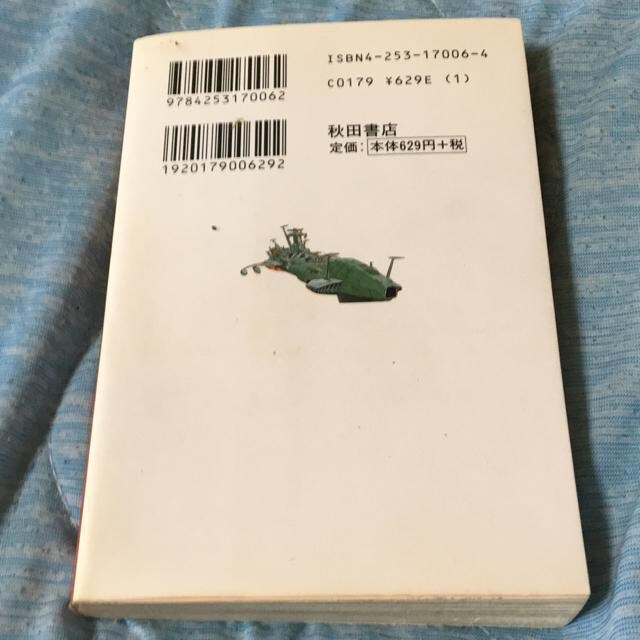 ISBN4-253-17006-4
9784253170062
C0179 ¥629E (1)
1920179006292
秋田書店
定価：本体629円+税